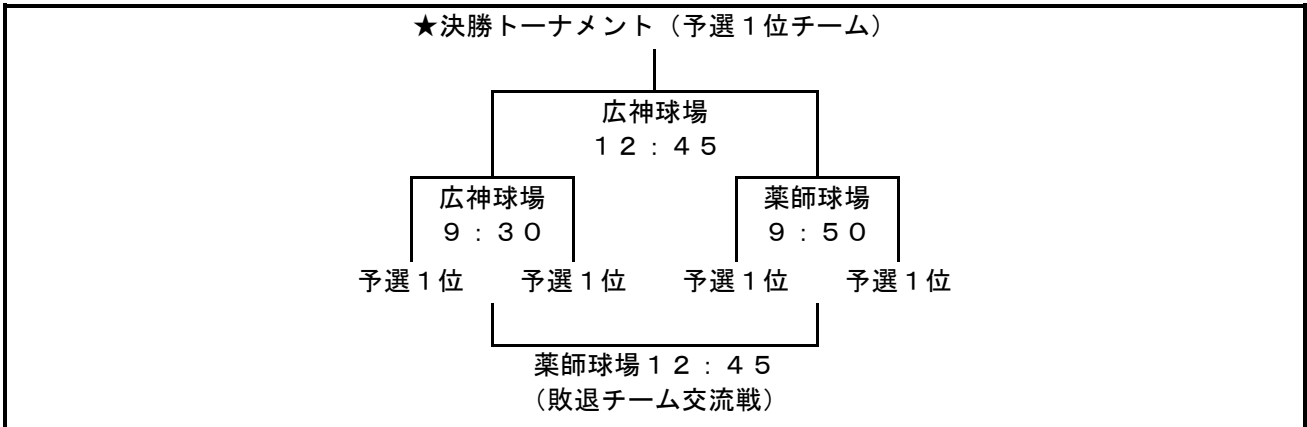 ★決勝トーナメント（予選１位チーム）
広神球場
１２：４５
広神球場
９：３０
薬師球場
９：５０
予選１位 予選１位 予選１位 予選１位
薬師球場１２：４５
（敗退チーム交流戦）